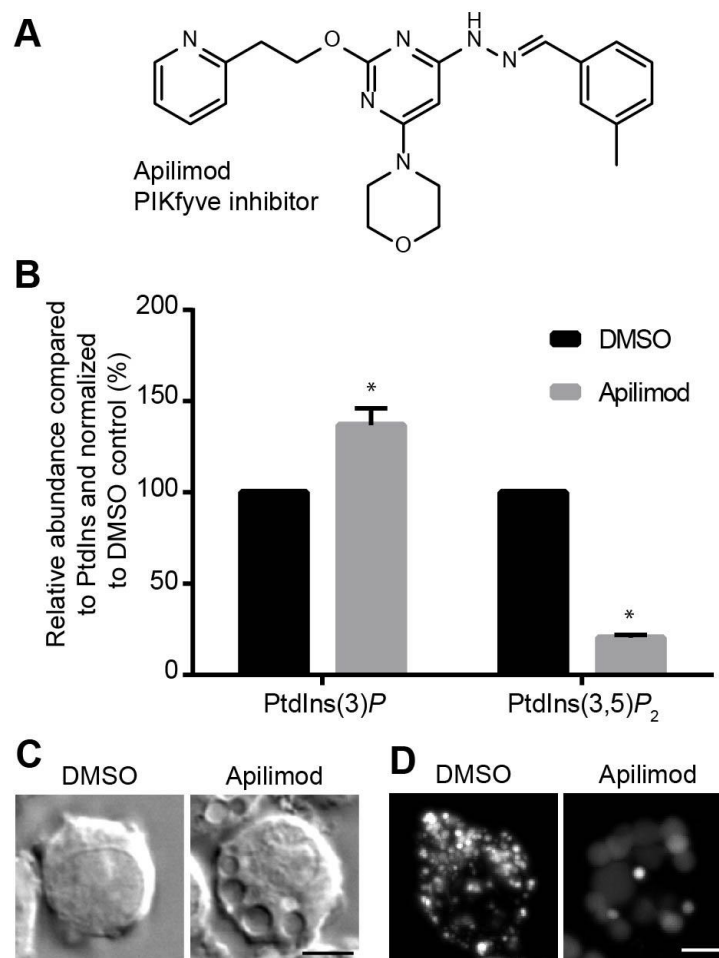 A
N
O
N
N
H
N
N
N
O
Apilimod
PIKfyve inhibitor
B
Relative abundance compared
to PtdIns and normalized
to DMSO control (%)
200
150
100
50
0
*
*
DMSO
Apilimod
PtdIns(3)P
PtdIns(3,5)P₂
C
DMSO
Apilimod
D
DMSO
Apilimod